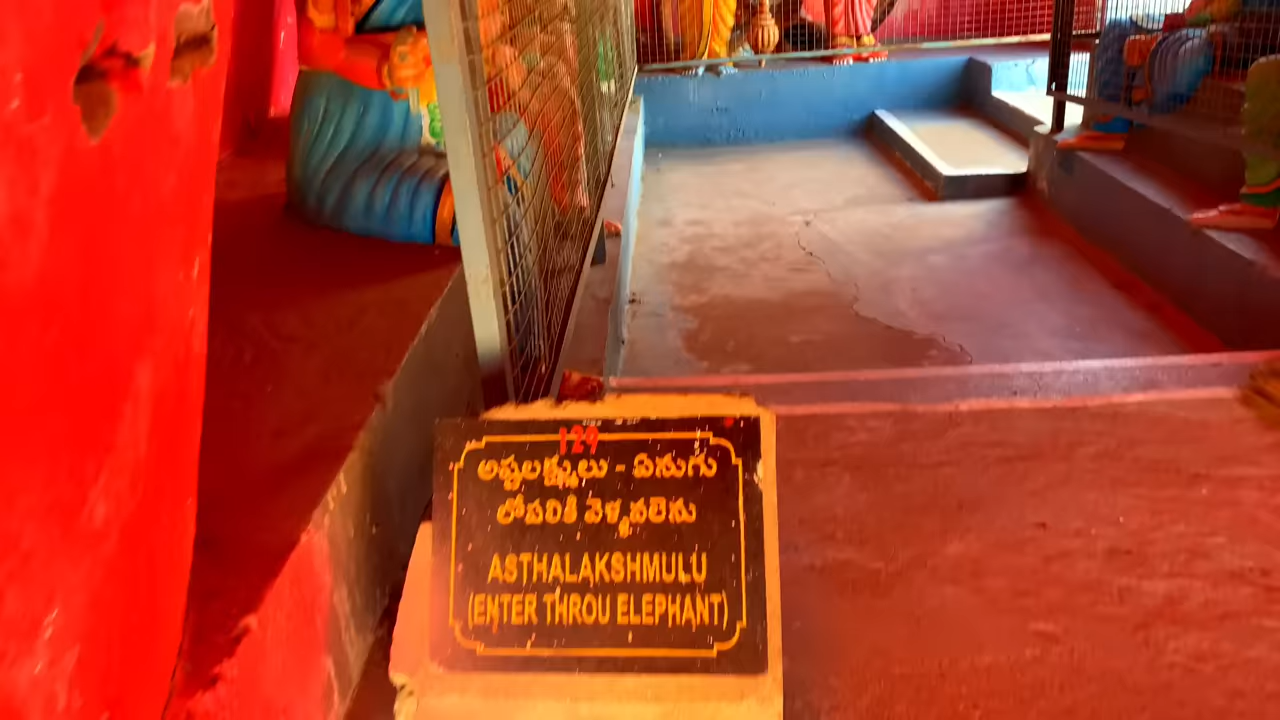 129
అష్టలక్ష్ములు - ఏనుగు
లోపలికి వెళ్ళవలెను
ASTHALAKSHMULU
(ENTER THROU ELEPHANT)